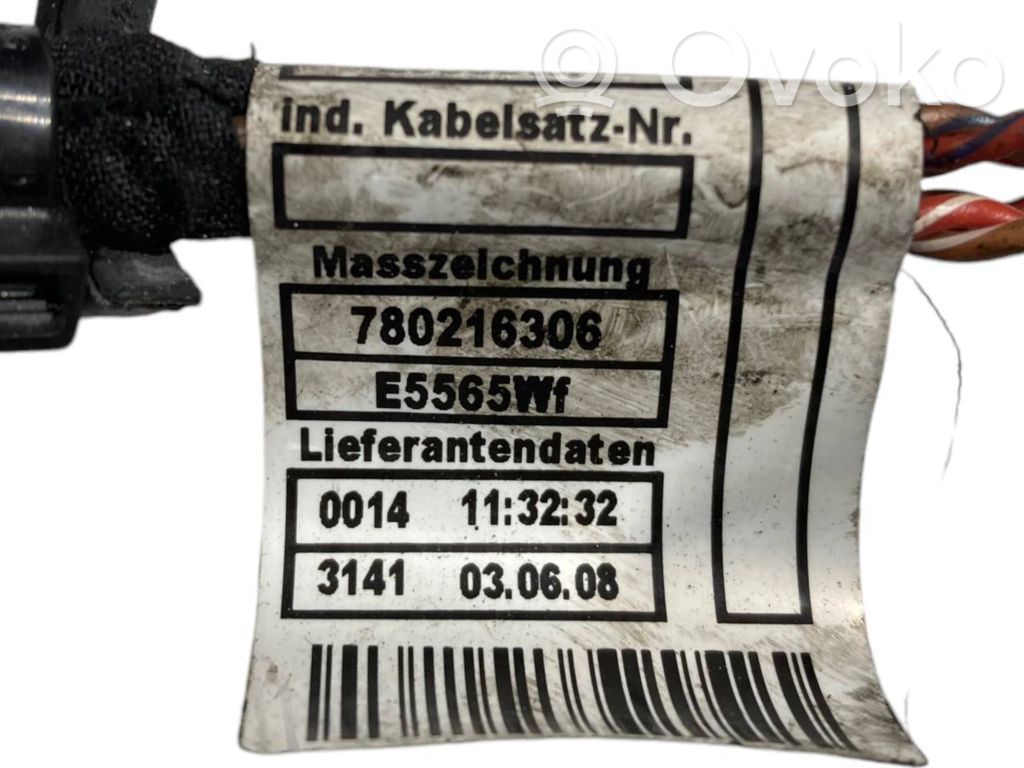 Ovoko
ind. Kabelsatz-Nr.
Masszeichnung
780216306
E5565Wf
Lieferantendaten
0014 11:32:32
3141 03.06.08